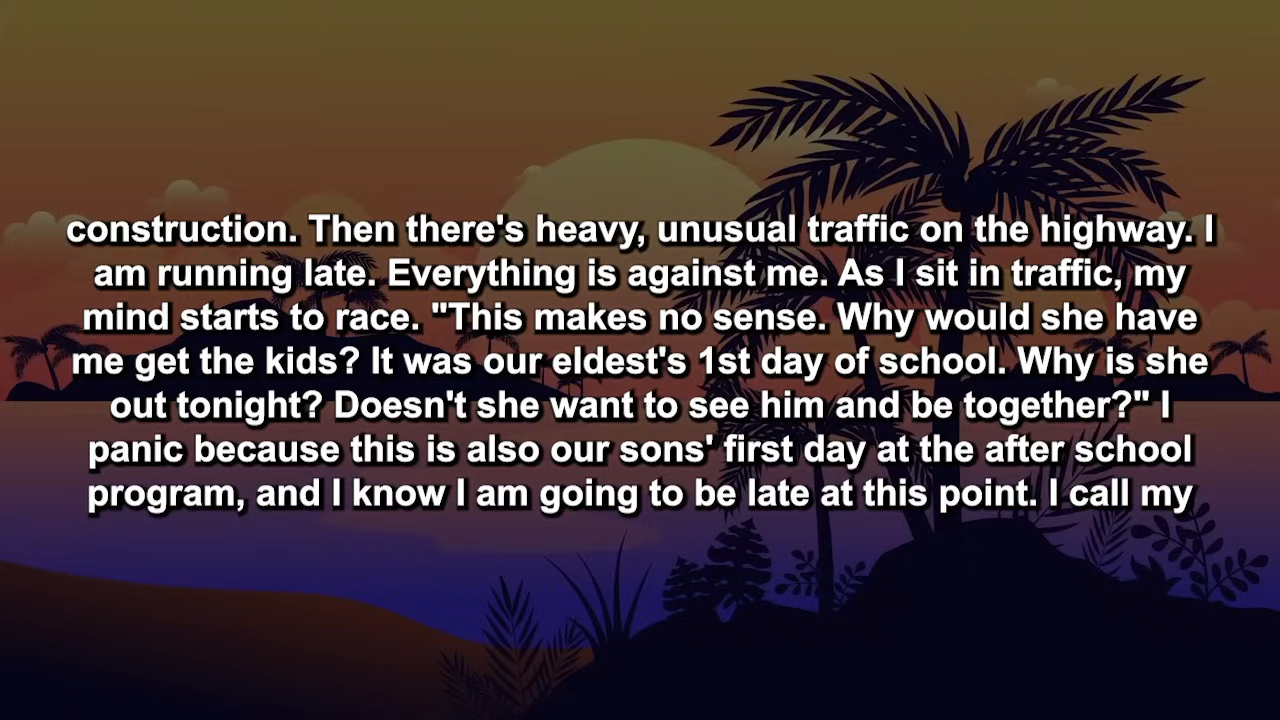 construction. Then there's heavy, unusual traffic on the highway. I
am running late. Everything is against me. As I sit in traffic, my
mind starts to race. "This makes no sense. Why would she have
me get the kids? It was our eldest's 1st day of school. Why is she
out tonight? Doesn't she want to see him and be together?" I
panic because this is also our sons' first day at the after school
program, and I know I am going to be late at this point. I call my